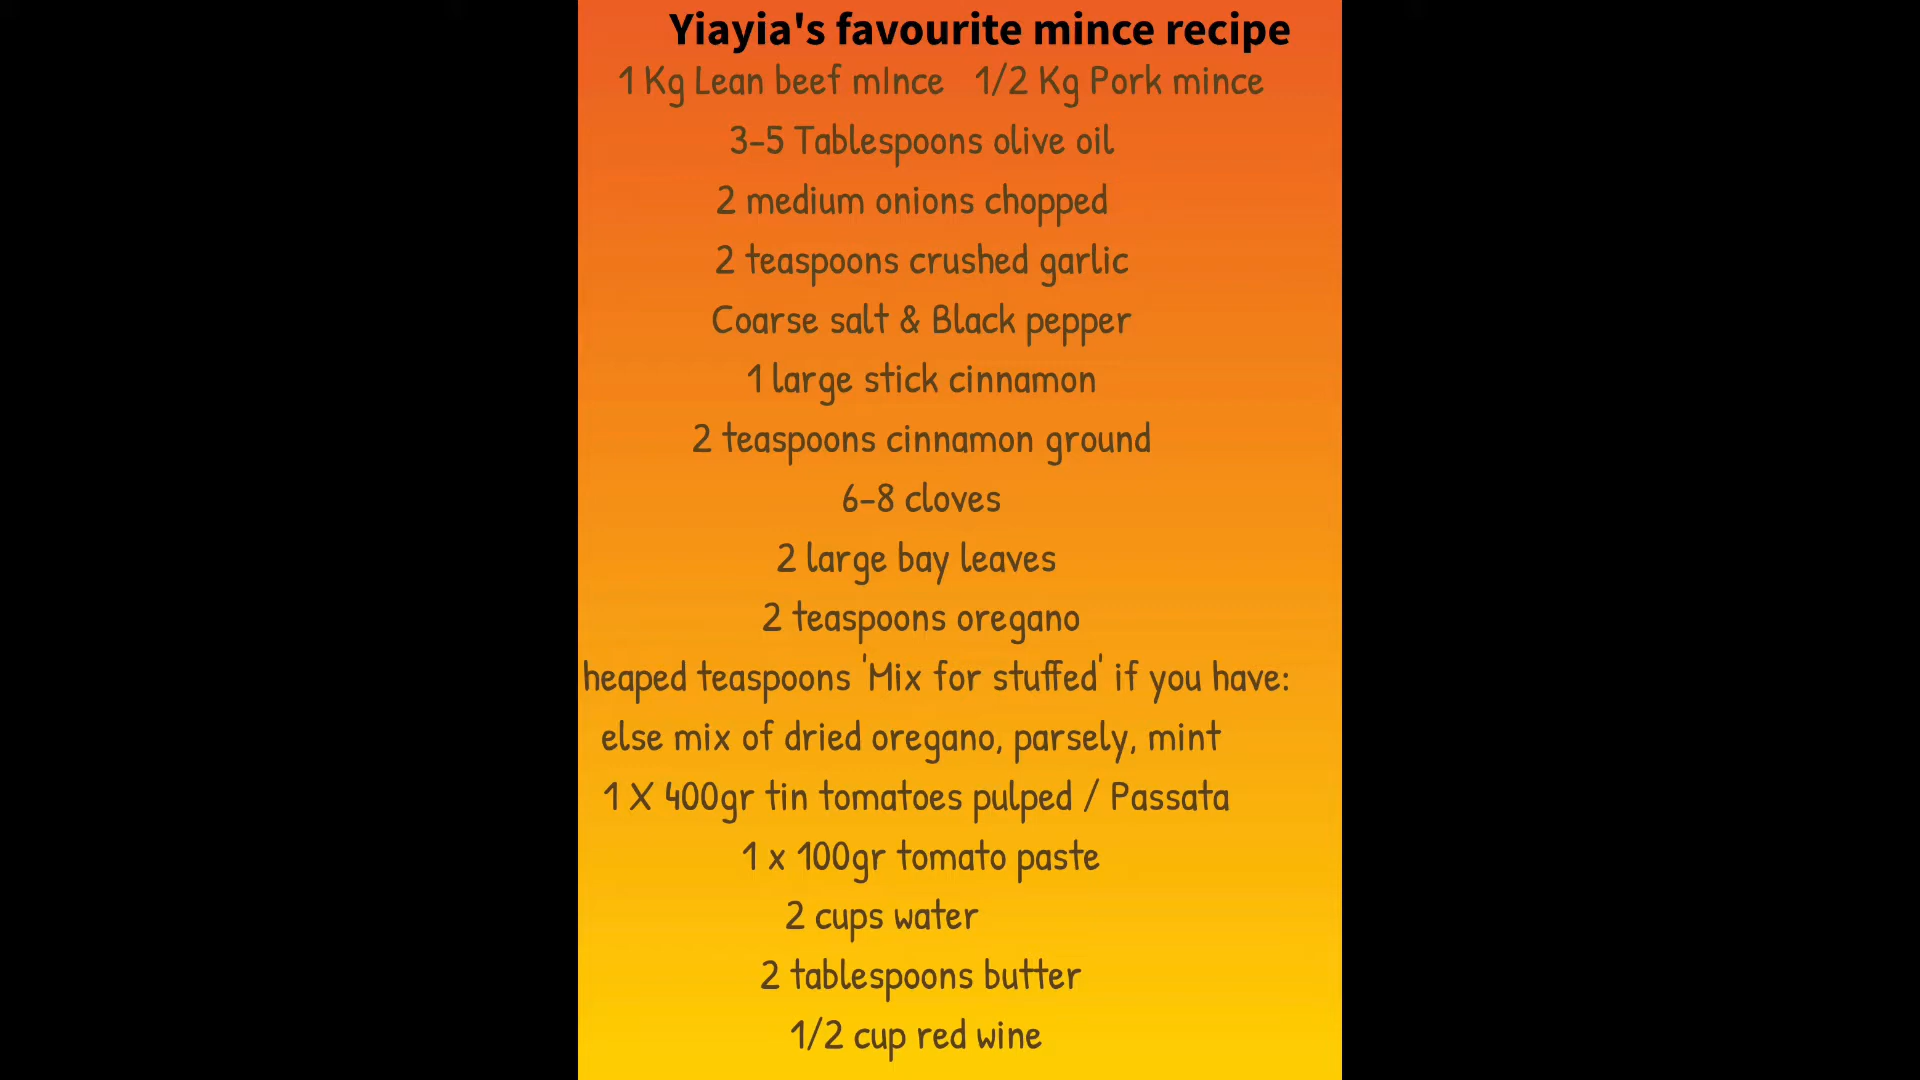 Yiayia's favourite mince recipe
1 Kg Lean beef mInce 1/2 Kg Pork mince
3-5 Tablespoons olive oil
2 medium onions chopped
2 teaspoons crushed garlic
Coarse salt & Black pepper
1 large stick cinnamon
2 teaspoons cinnamon ground
6-8 cloves
2 large bay leaves
2 teaspoons oregano
heaped teaspoons 'Mix for stuffed' if you have:
else mix of dried oregano, parsely, mint
1 X 400gr tin tomatoes pulped / Passata
1 x 100gr tomato paste
2 cups water
2 tablespoons butter
1/2 cup red wine